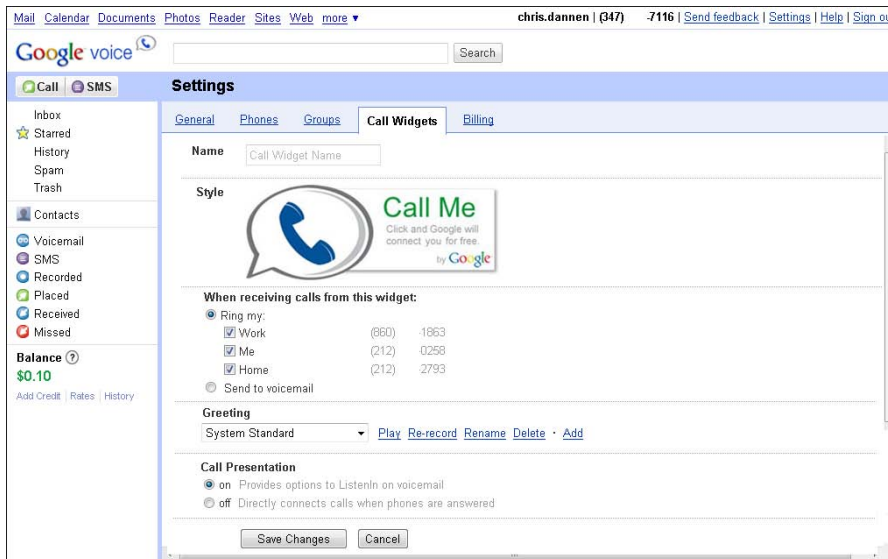 Mail Calendar Documents Photos Reader Sites Web more ▼ chris.dannen | (347) -7116 | Send feedback | Settings | Help | Sign
Google voice Search
Call SMS Settings
Inbox
Starred
History
Spam
Trash
Contacts
Voicemail
SMS
Recorded
Placed
Received
Missed
Balance ?
$0.10
Add Credit | Rates | History
General Phones Groups Call Widgets Billing
Name Call Widget Name
Style
Call Me
Click and Google will
connect you for free.
by Google
When receiving calls from this widget:
Ring my:
Work (860) -1863
Me (212) -0258
Home (212) -2793
Send to voicemail
Greeting
System Standard Play Re-record Rename Delete · Add
Call Presentation
on Provides options to ListenIn on voicemail
off Directly connects calls when phones are answered
Save Changes Cancel